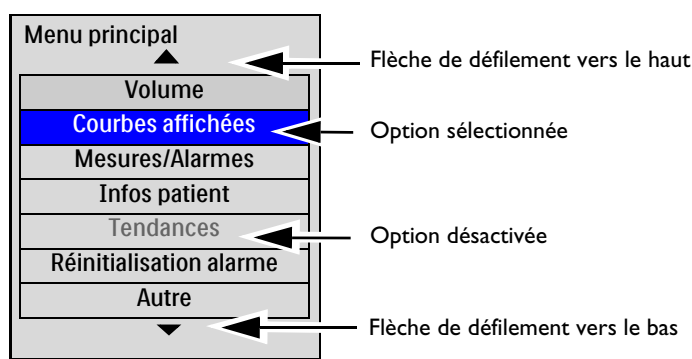 Menu principal
Flèche de défilement vers le haut
Volume
Courbes affichées
Option sélectionnée
Mesures/Alarmes
Infos patient
Tendances
Option désactivée
Réinitialisation alarme
Autre
Flèche de défilement vers le bas